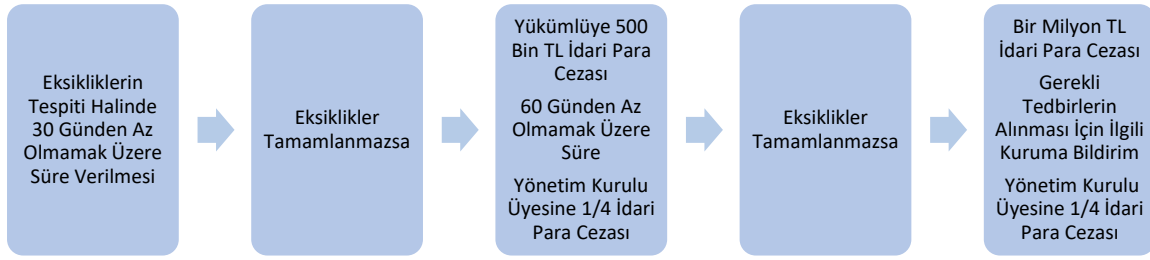 Eksikliklerin
Tespiti Halinde
30 Günden Az
Olmamak Üzere
Süre Verilmesi
Eksiklikler
Tamamlanmazsa
Yükümlüye 500
Bin TL İdari Para
Cezası
60 Günden Az
Olmamak Üzere
Süre
Yönetim Kurulu
Üyesine 1/4 İdari
Para Cezası
Eksiklikler
Tamamlanmazsa
Bir Milyon TL
İdari Para Cezası
Gerekli
Tedbirlerin
Alınması İçin İlgili
Kuruma Bildirim
Yönetim Kurulu
Üyesine 1/4 İdari
Para Cezası